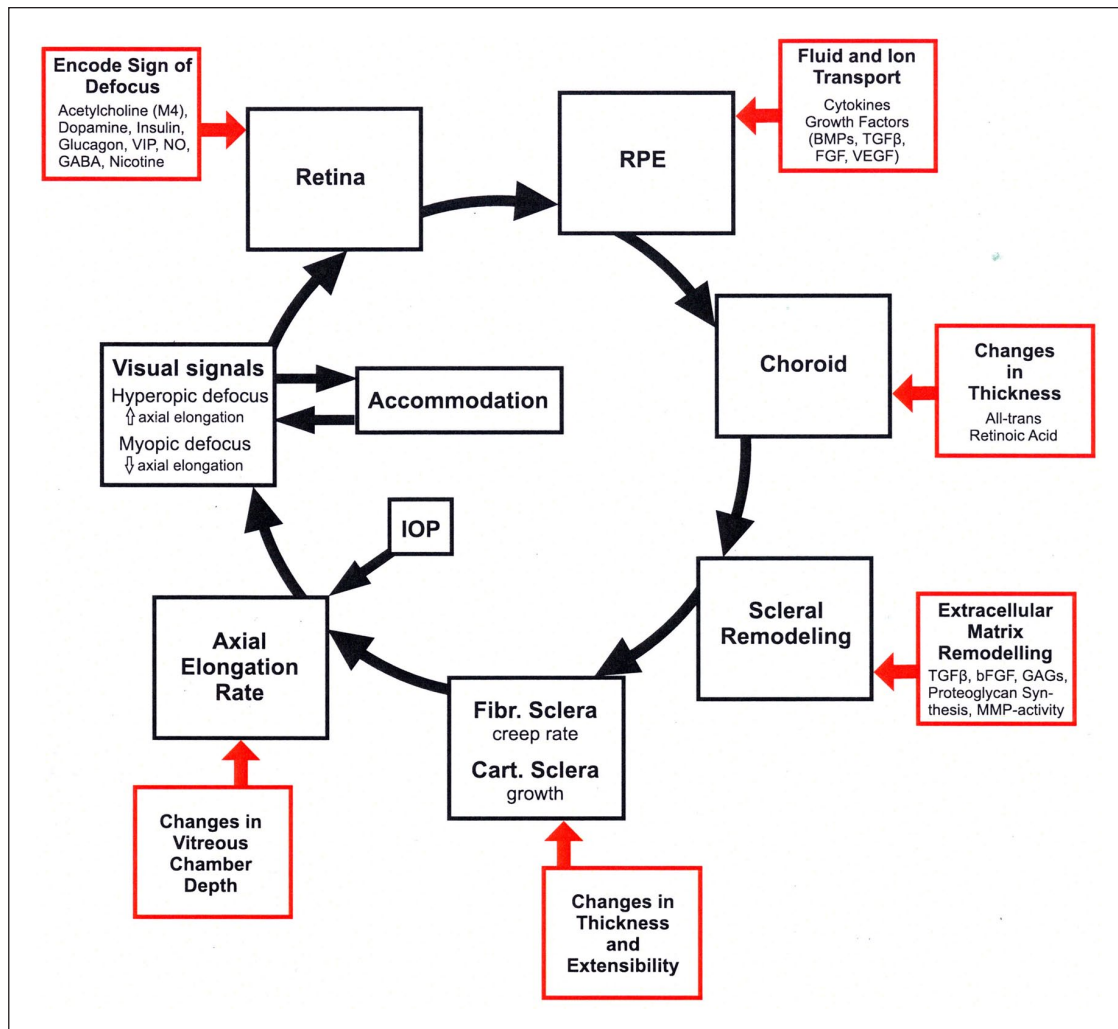 Encode Sign of
Defocus
Acetylcholine (M4),
Dopamine, Insulin,
Glucagon, VIP, NO,
GABA, Nicotine
Retina
RPE
Fluid and Ion
Transport
Cytokines
Growth Factors
(BMPs, TGFβ,
FGF, VEGF)
Visual signals
Hyperopic defocus
⇧ axial elongation
Myopic defocus
⇩ axial elongation
Accommodation
Choroid
Changes
in
Thickness
All-trans
Retinoic Acid
IOP
Axial
Elongation
Rate
Scleral
Remodeling
Extracellular
Matrix
Remodelling
TGFβ, bFGF, GAGs,
Proteoglycan Syn-
thesis, MMP-activity
Fibr. Sclera
creep rate
Cart. Sclera
growth
Changes in
Vitreous
Chamber
Depth
Changes in
Thickness
and
Extensibility